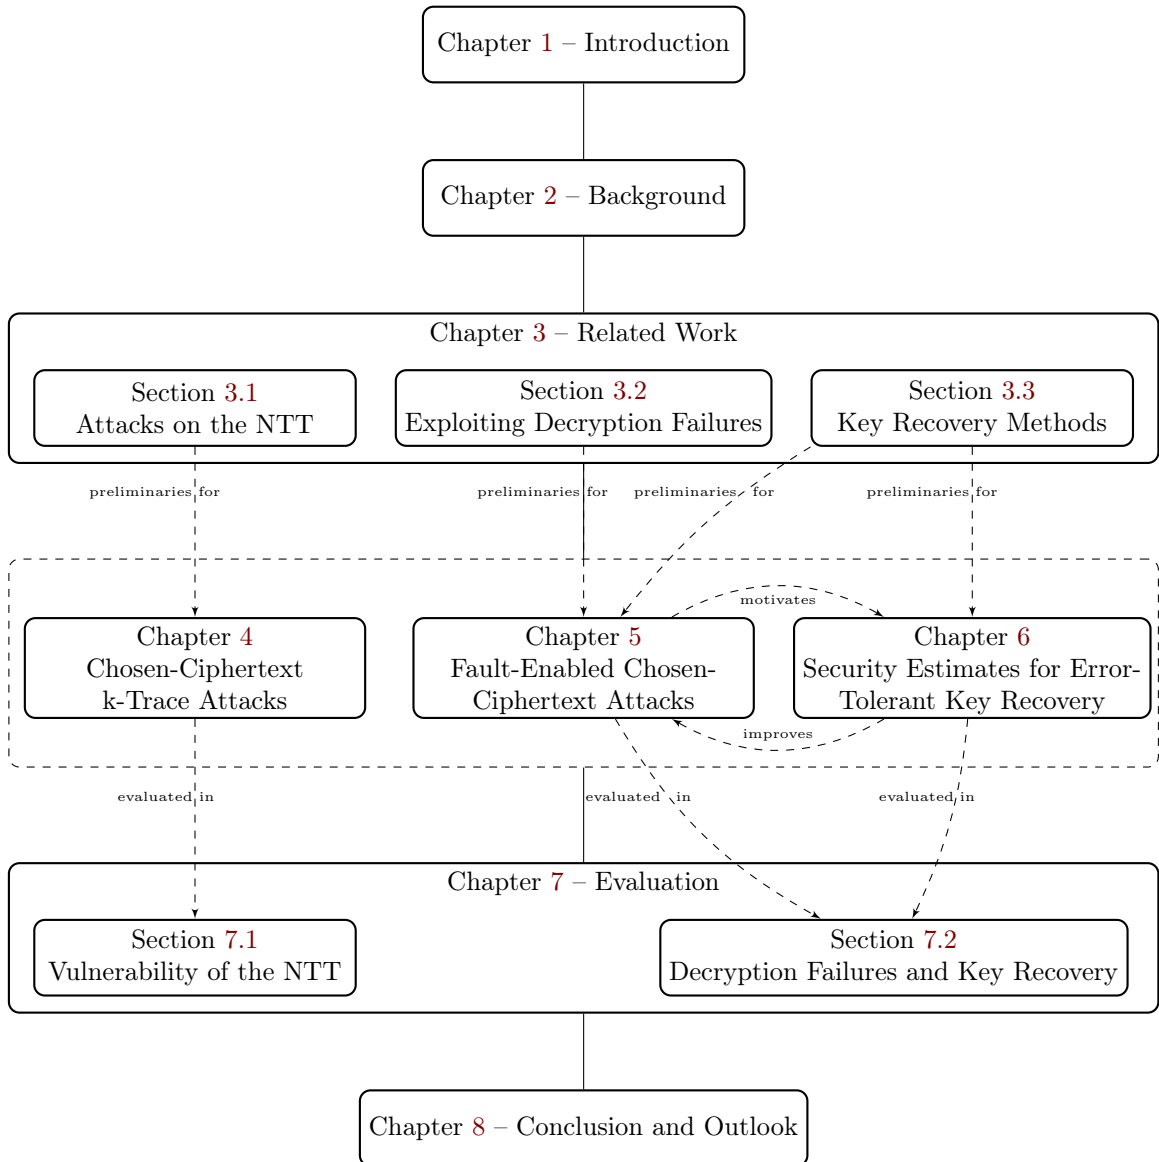 Chapter 1 – Introduction
Chapter 2 – Background
Chapter 3 – Related Work
Section 3.1
Attacks on the NTT
Section 3.2
Exploiting Decryption Failures
Section 3.3
Key Recovery Methods
preliminaries for
preliminaries for
preliminaries for
preliminaries for
motivates
Chapter 4
Chosen-Ciphertext
k-Trace Attacks
Chapter 5
Fault-Enabled Chosen-
Ciphertext Attacks
Chapter 6
Security Estimates for Error-
Tolerant Key Recovery
improves
evaluated in
evaluated in
evaluated in
Chapter 7 – Evaluation
Section 7.1
Vulnerability of the NTT
Section 7.2
Decryption Failures and Key Recovery
Chapter 8 – Conclusion and Outlook